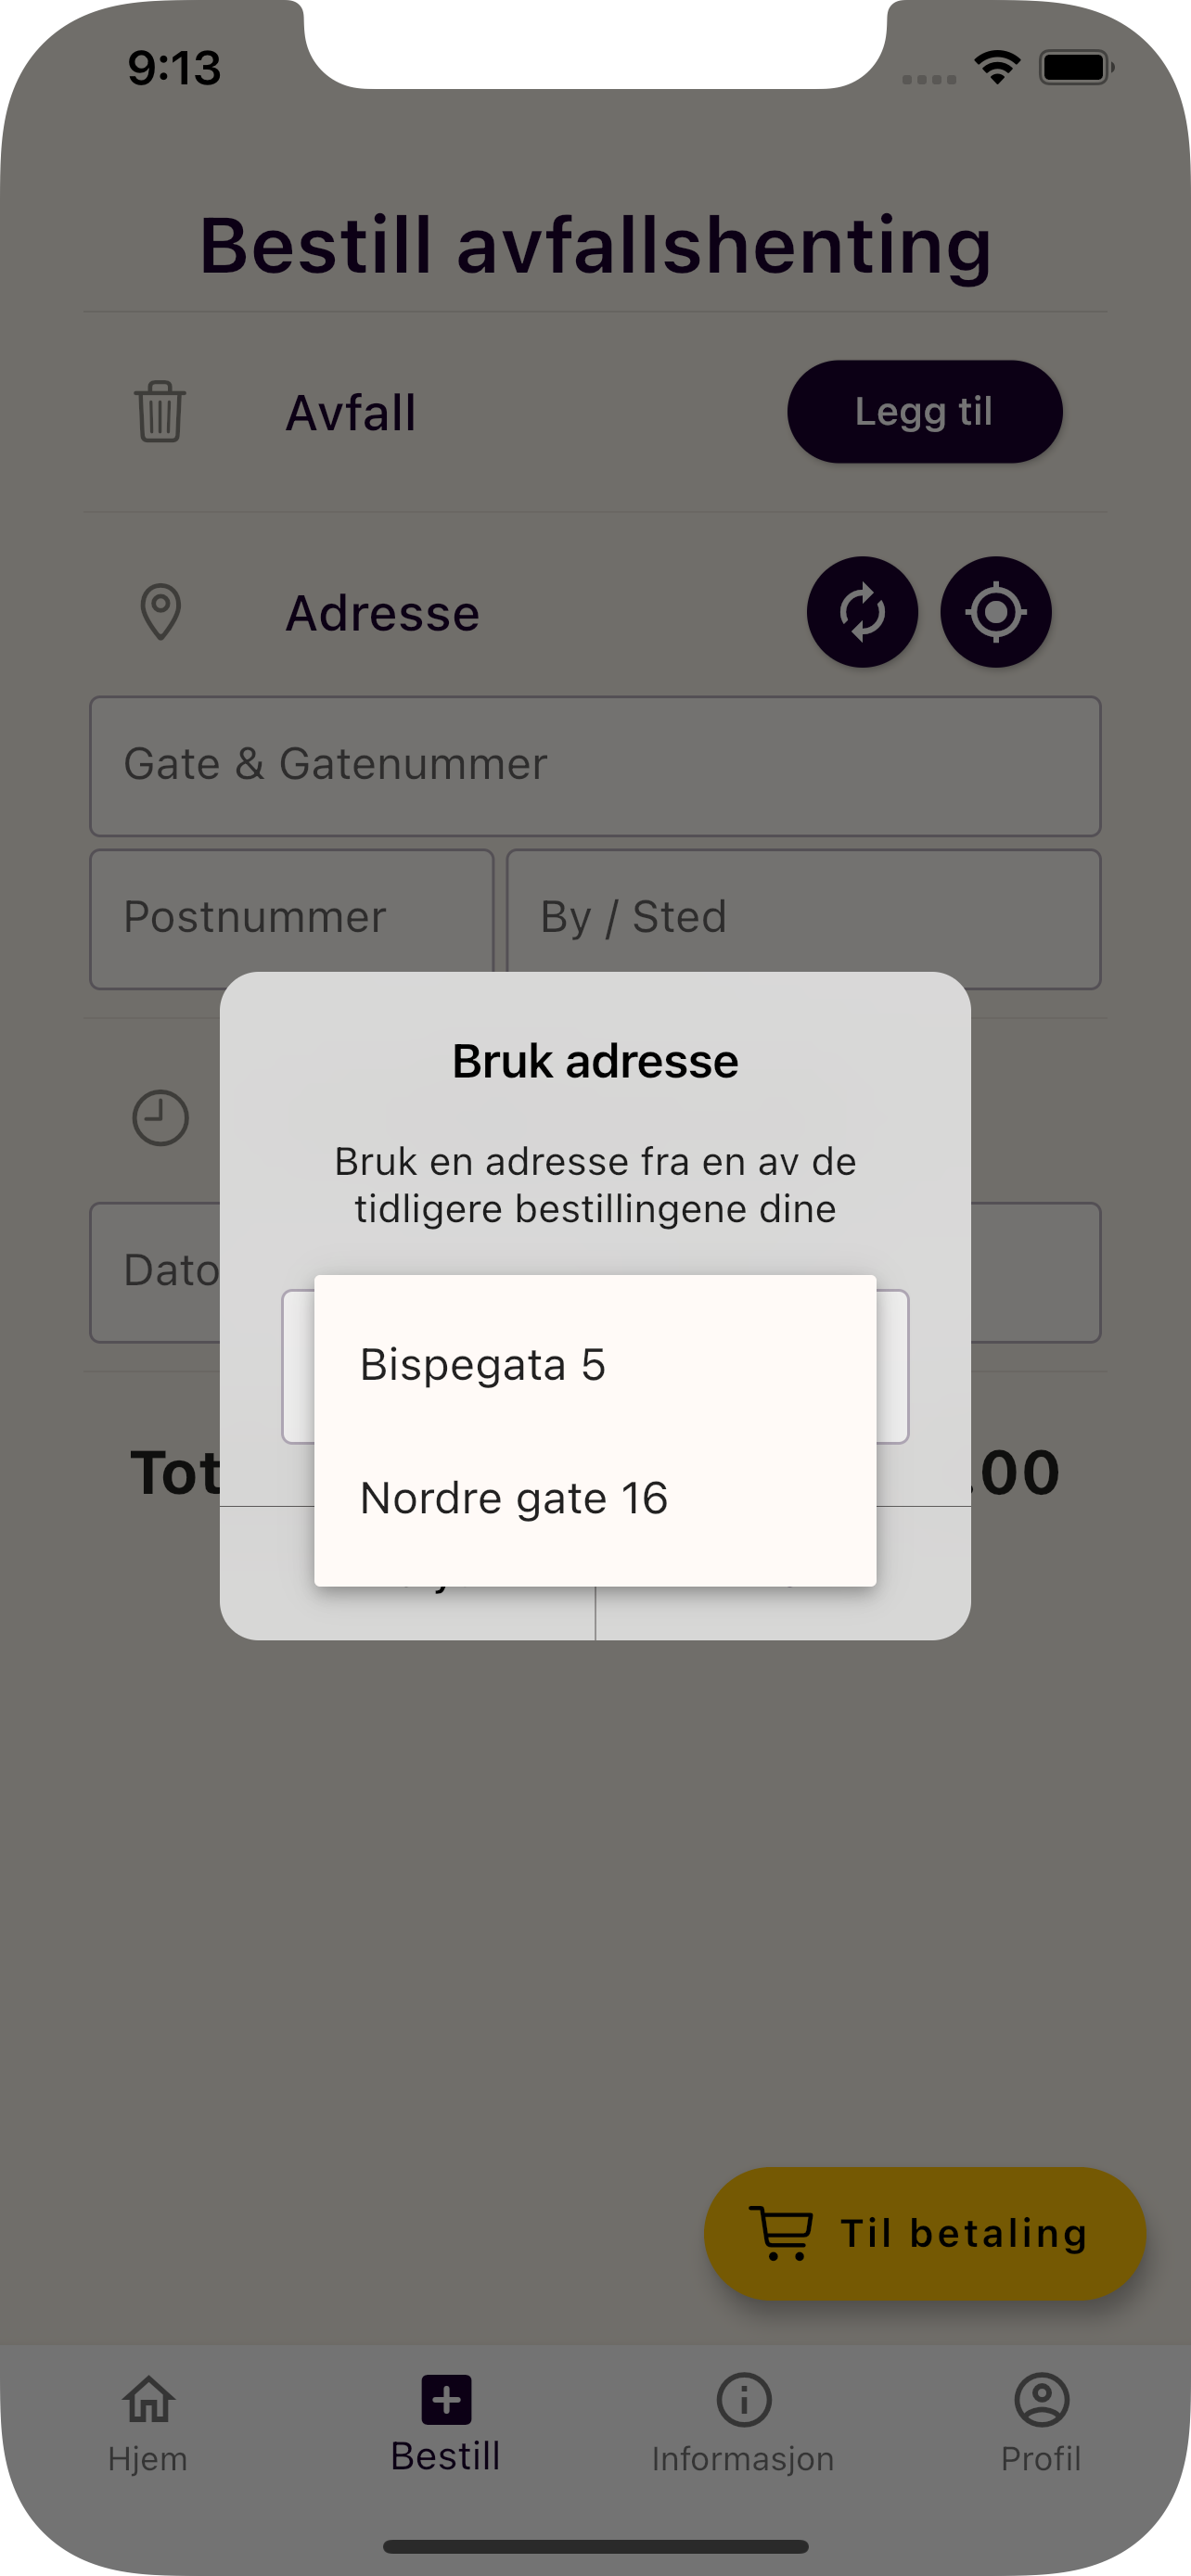 9:13
Bestill avfallshenting
Avfall
Legg til
Adresse
Gate & Gatenummer
Postnummer
By / Sted
Bruk adresse
Bruk en adresse fra en av de
tidligere bestillingene dine
Dato
Bispegata 5
Nordre gate 16
.00
Til betaling
Hjem
Bestill
Informasjon
Profil